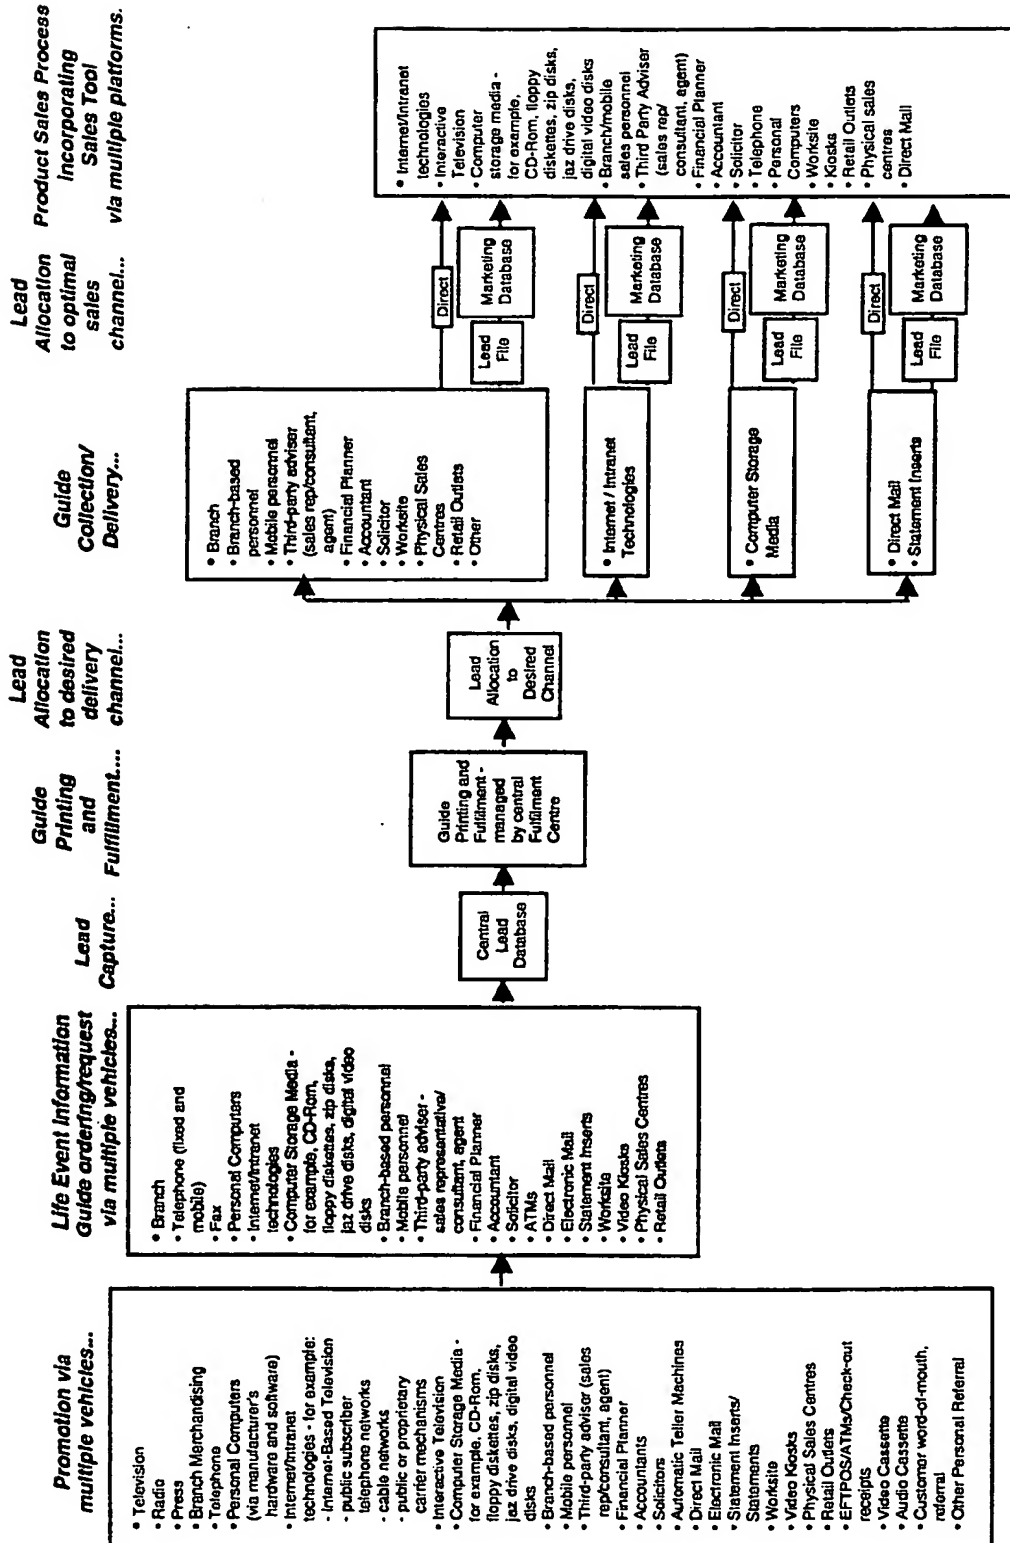 Promotion via
multiple vehicles...
• Television
• Radio
• Press
• Branch Merchandising
• Telephone
• Personal Computers
(via manufacturer's
hardware and software)
• Internet/Intranet
technologies - for example:
- Internet-Based Television
- public subscriber
telephone networks
- cable networks
- public or proprietary
carrier mechanisms
• Interactive Television
• Computer Storage Media -
for example, CD-Rom,
floppy diskettes, zip disks,
jaz drive disks, digital video
disks
• Branch-based personnel
• Mobile personnel
• Third-party adviser (sales
rep/consultant, agent)
• Financial Planner
• Accountants
• Solicitors
• Automatic Teller Machines
• Direct Mail
• Electronic Mail
• Statement Inserts/
Statements
• Worksite
• Video Kiosks
• Physical Sales Centres
• Retail Outlets
• EFTPOS/ATMs/Check-out
receipts
• Video Cassette
• Audio Cassette
• Customer word-of-mouth,
referral
• Other Personal Referral
Life Event Information
Guide ordering/request
via multiple vehicles...
• Branch
• Telephone (fixed and
mobile)
• Fax
• Personal Computers
• Internet/Intranet
technologies
• Computer Storage Media -
for example, CD-Rom,
floppy diskettes, zip disks,
jaz drive disks, digital video
disks
• Branch-based personnel
• Mobile personnel
• Third-party adviser -
sales representative/
consultant, agent
• Financial Planner
• Accountant
• Solicitor
• ATMs
• Direct Mail
• Electronic Mail
• Statement Inserts
• Worksite
• Video Kiosks
• Physical Sales Centres
• Retail Outlets
Lead
Capture...
Central
Lead
Database
Guide
Printing
and
Fulfillment....
Guide
Printing and
Fulfilment -
managed
by central
Fulfilment
Centre
Lead
Allocation
to desired
delivery
channel...
Lead
Allocation
to
Desired
Channel
Guide
Collection/
Delivery...
• Branch
• Branch-based
personnel
• Mobile personnel
• Third-party adviser
(sales rep/consultant,
agent)
• Financial Planner
• Accountant
• Solicitor
• Worksite
• Physical Sales
Centres
• Retail Outlets
• Other
• Internet / Intranet
Technologies
• Computer Storage
Media
• Direct Mail
• Statement Inserts
Lead
Allocation
to optimal
sales
channel...
Direct
Lead
File
Marketing
Database
Direct
Lead
File
Marketing
Database
Direct
Lead
File
Marketing
Database
Direct
Lead
File
Marketing
Database
Product Sales Process
Incorporating
Sales Tool
via multiple platforms.
• Internet/Intranet
technologies
• Interactive
Television
• Computer
storage media -
for example,
CD-Rom, floppy
diskettes, zip disks,
jaz drive disks,
digital video disks
• Branch/mobile
sales personnel
• Third Party Adviser
(sales rep/
consultant, agent)
• Financial Planner
• Accountant
• Solicitor
• Telephone
• Personal
Computers
• Worksite
• Kiosks
• Retail Outlets
• Physical sales
centres
• Direct Mail